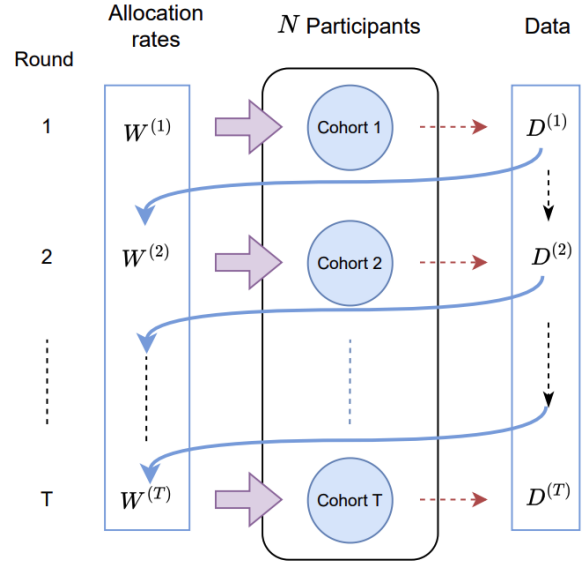 Allocation
rates
N Participants
Data
Round
1
W^{(1)}
Cohort 1
D^{(1)}
2
W^{(2)}
Cohort 2
D^{(2)}
T
W^{(T)}
Cohort T
D^{(T)}